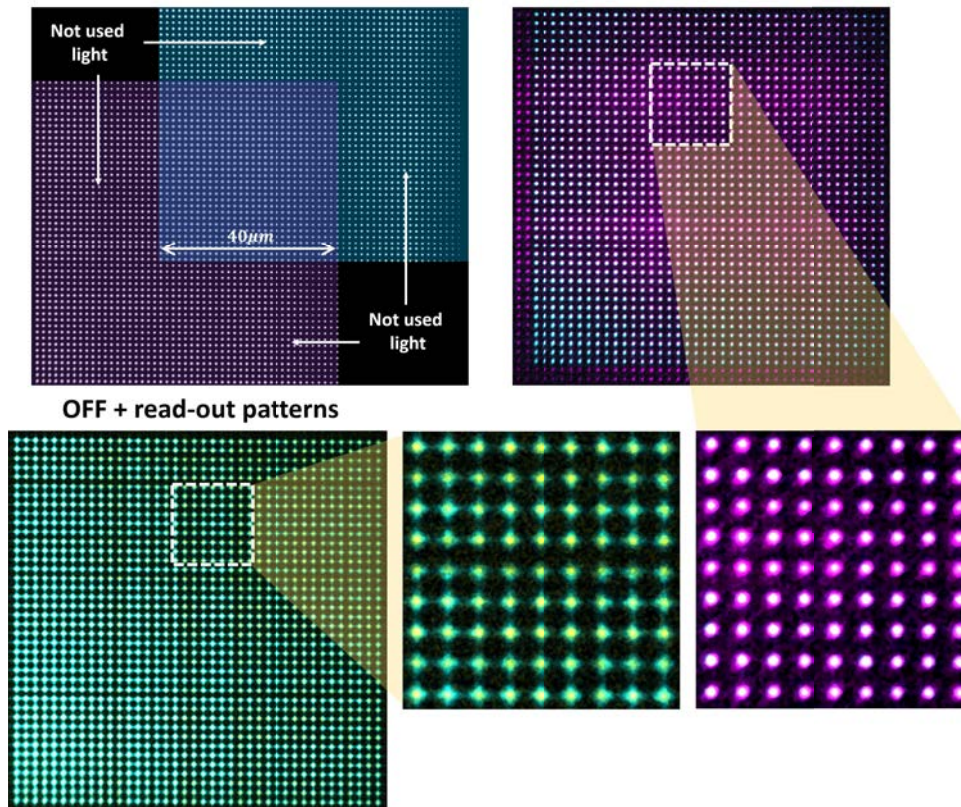 Not used
light
40μm
Not used
light
OFF + read-out patterns